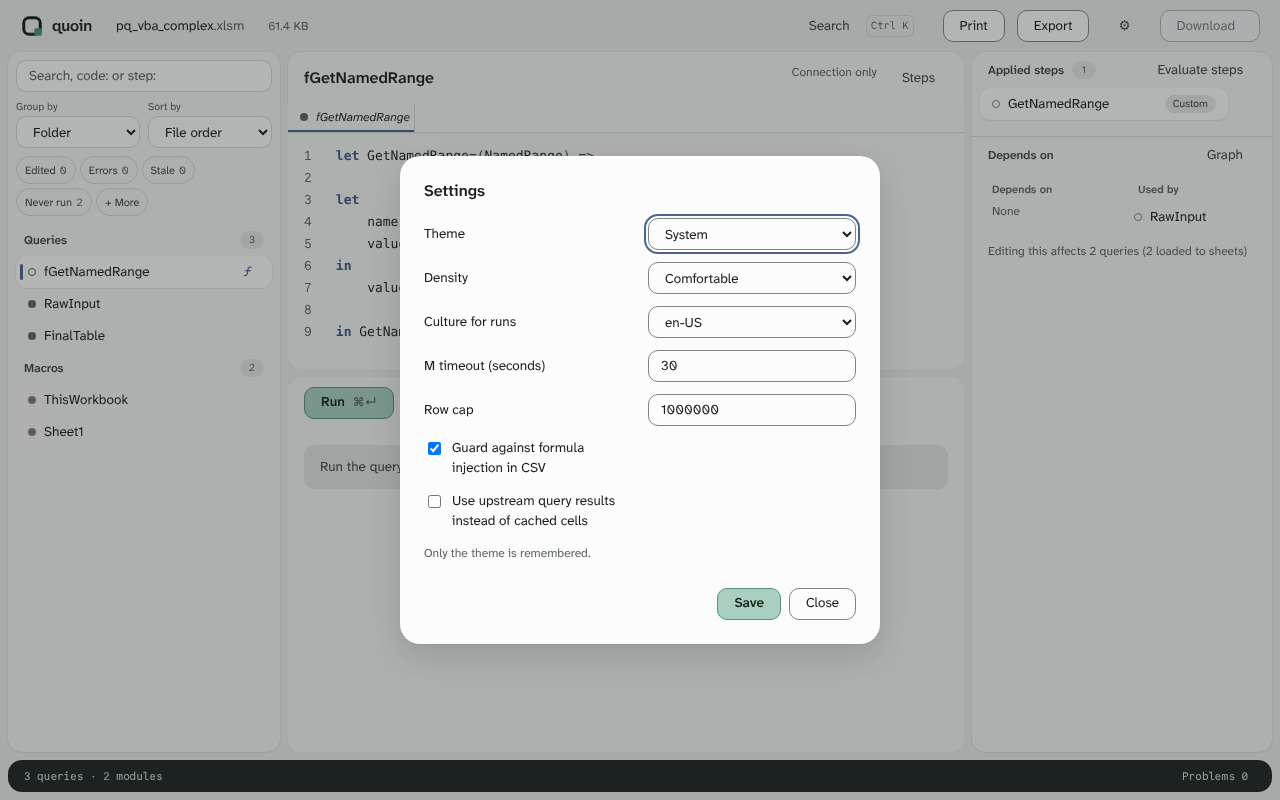 quoin
pq_vba_complex.xlsm
61.4 KB
Search
Ctrl K
Print
Export
Download
Search, code: or step:
Group by
Sort by
Folder
File order
Edited 0
Errors 0
Stale 0
Never run 2
+ More
Queries
3
fGetNamedRange
f
RawInput
FinalTable
Macros
2
ThisWorkbook
Sheet1
fGetNamedRange
Connection only
Steps
fGetNamedRange
1 let GetNamedRange=(NamedRange) =>
2
3 let
4 name
5 valu
6 in
7 valu
8
9 in GetNa
Run ⌘↵
Run the query
Settings
Theme
System
Density
Comfortable
Culture for runs
en-US
M timeout (seconds)
30
Row cap
1000000
Guard against formula
injection in CSV
Use upstream query results
instead of cached cells
Only the theme is remembered.
Save
Close
Applied steps
1
Evaluate steps
GetNamedRange
Custom
Depends on
Graph
Depends on
Used by
None
RawInput
Editing this affects 2 queries (2 loaded to sheets)
3 queries · 2 modules
Problems 0